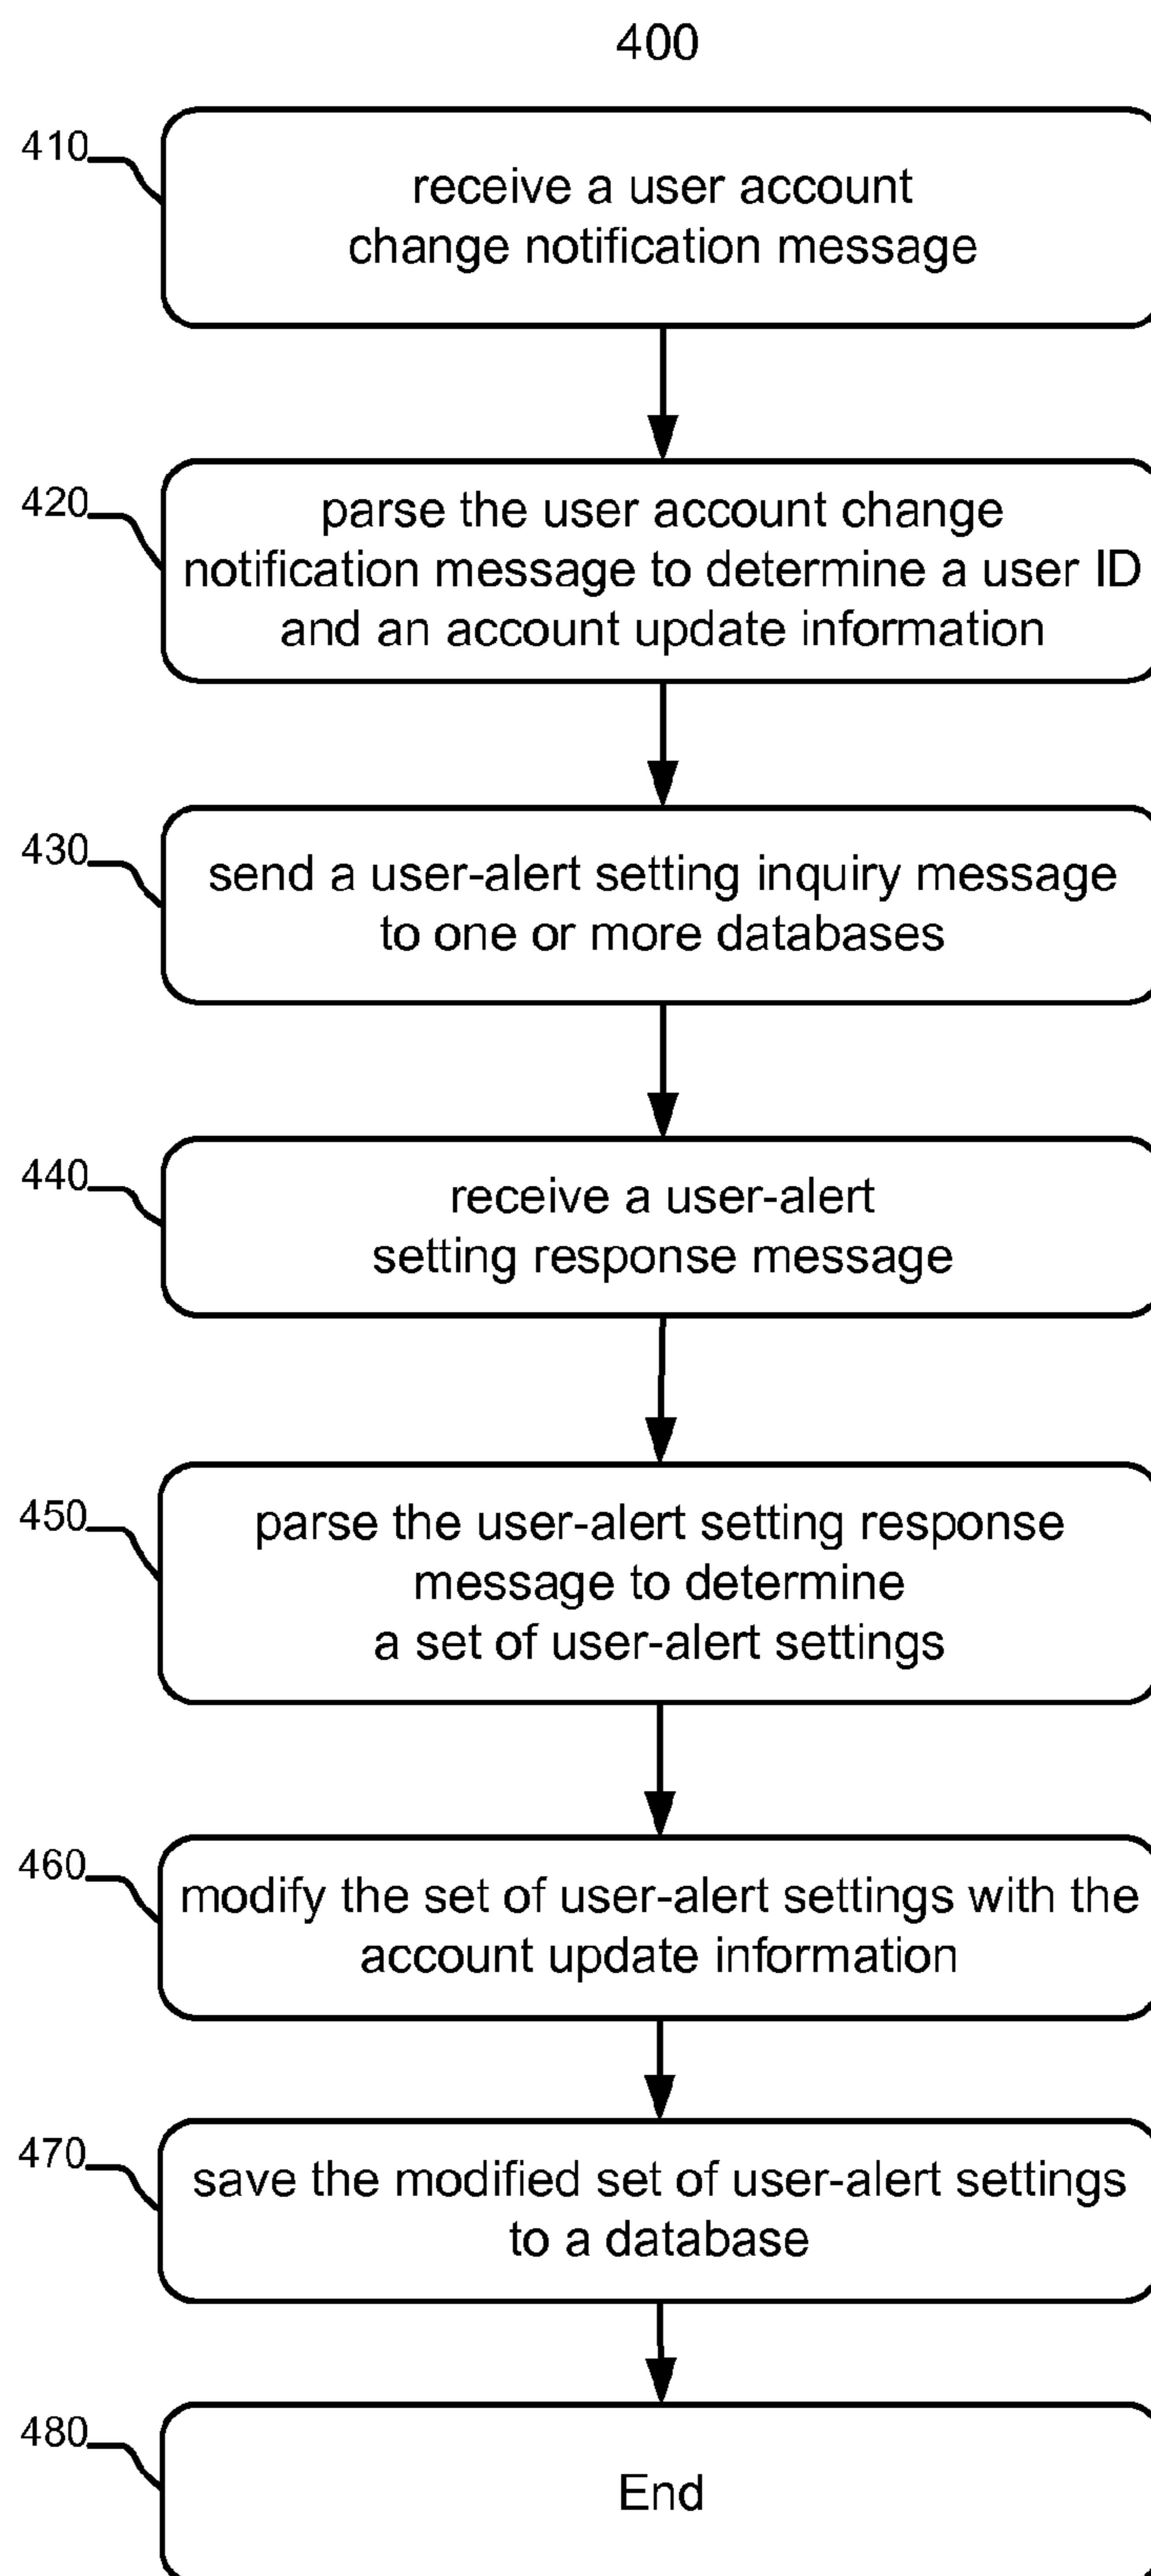 400
410
receive a user account
change notification message
420
parse the user account change
notification message to determine a user ID
and an account update information
430
send a user-alert setting inquiry message
to one or more databases
440
receive a user-alert
setting response message
450
parse the user-alert setting response
message to determine
a set of user-alert settings
460
modify the set of user-alert settings with the
account update information
470
save the modified set of user-alert settings
to a database
480
End